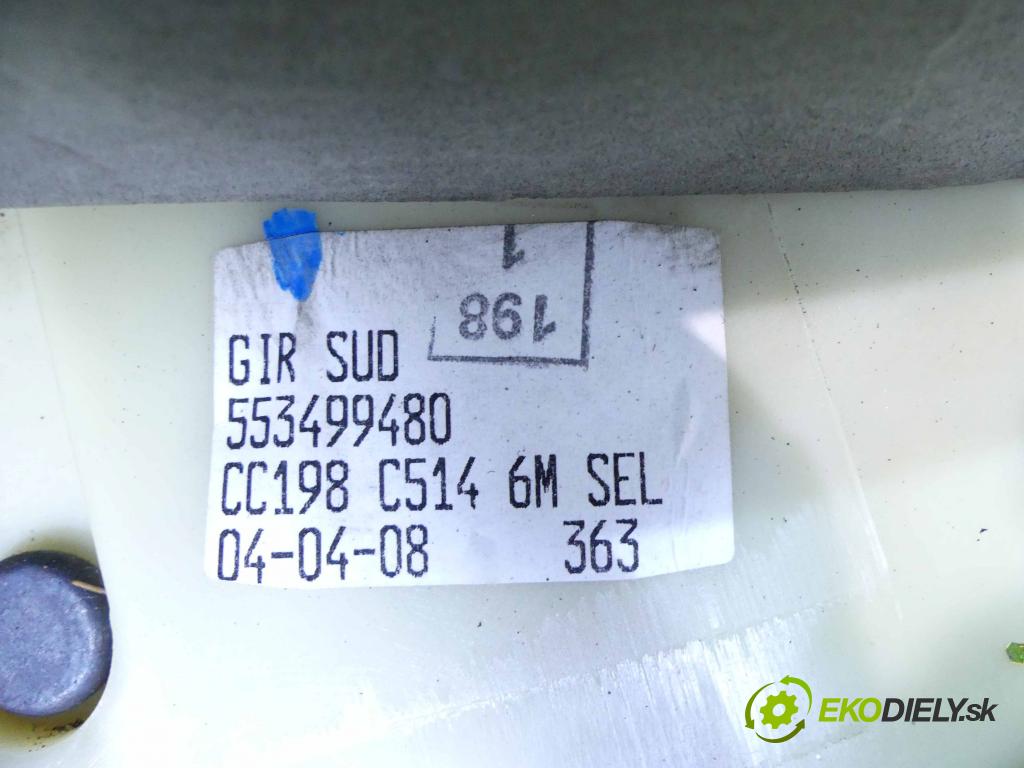 1
198
GIR SUD
553499480
CC198 C514 6M SEL
04-04-08 363
EKODIELY.sk